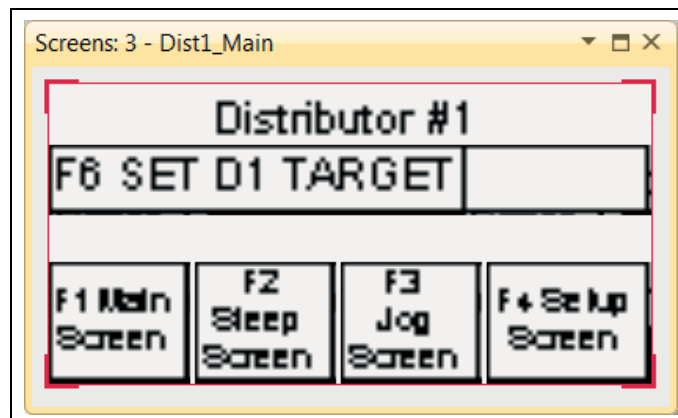 Screens: 3 - Dist1_Main
Distributor #1
F6 SET D1 TARGET
F1 Main
Screen
F2
Sleep
Screen
F3
Jog
Screen
F4 Setup
Screen